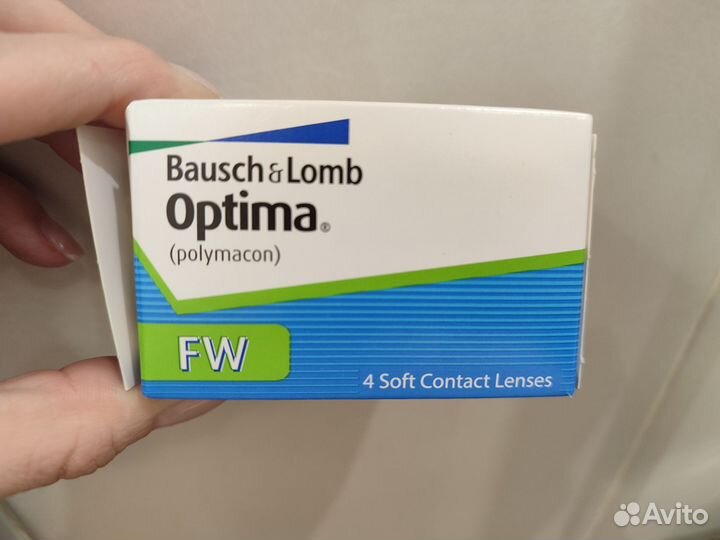 Bausch & Lomb
Optima®
(polymacon)
FW
4 Soft Contact Lenses
Avito